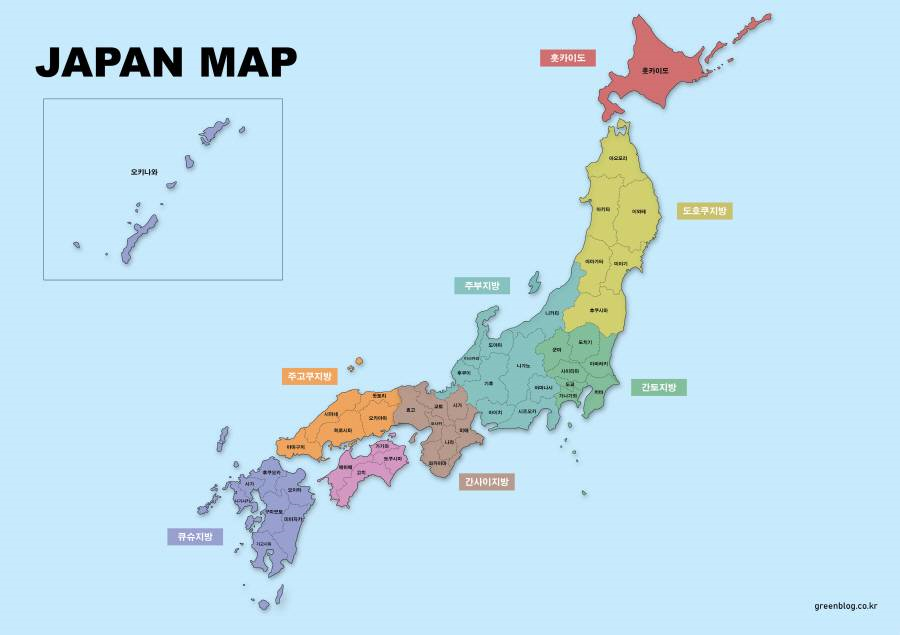 JAPAN MAP
홋카이도
홋카이도
오키나와
아오모리
아키타
이와테
도호쿠지방
야마가타
미야기
주부지방
니가타
후쿠시마
도야마
군마
도치기
이시카와
후쿠이
나가노
사이타마
이바라키
기후
도쿄
야마나시
가나가와
치바
간토지방
아이치
시즈오카
주고쿠지방
돗토리
시마네
오카야마
히로시마
야마구치
효고
교토
시가
오사카
미에
나라
와카야마
간사이지방
가가와
에히메
도쿠시마
고치
후쿠오카
사가
오이타
나가사키
구마모토
미야자키
가고시마
큐슈지방
greenblog.co.kr